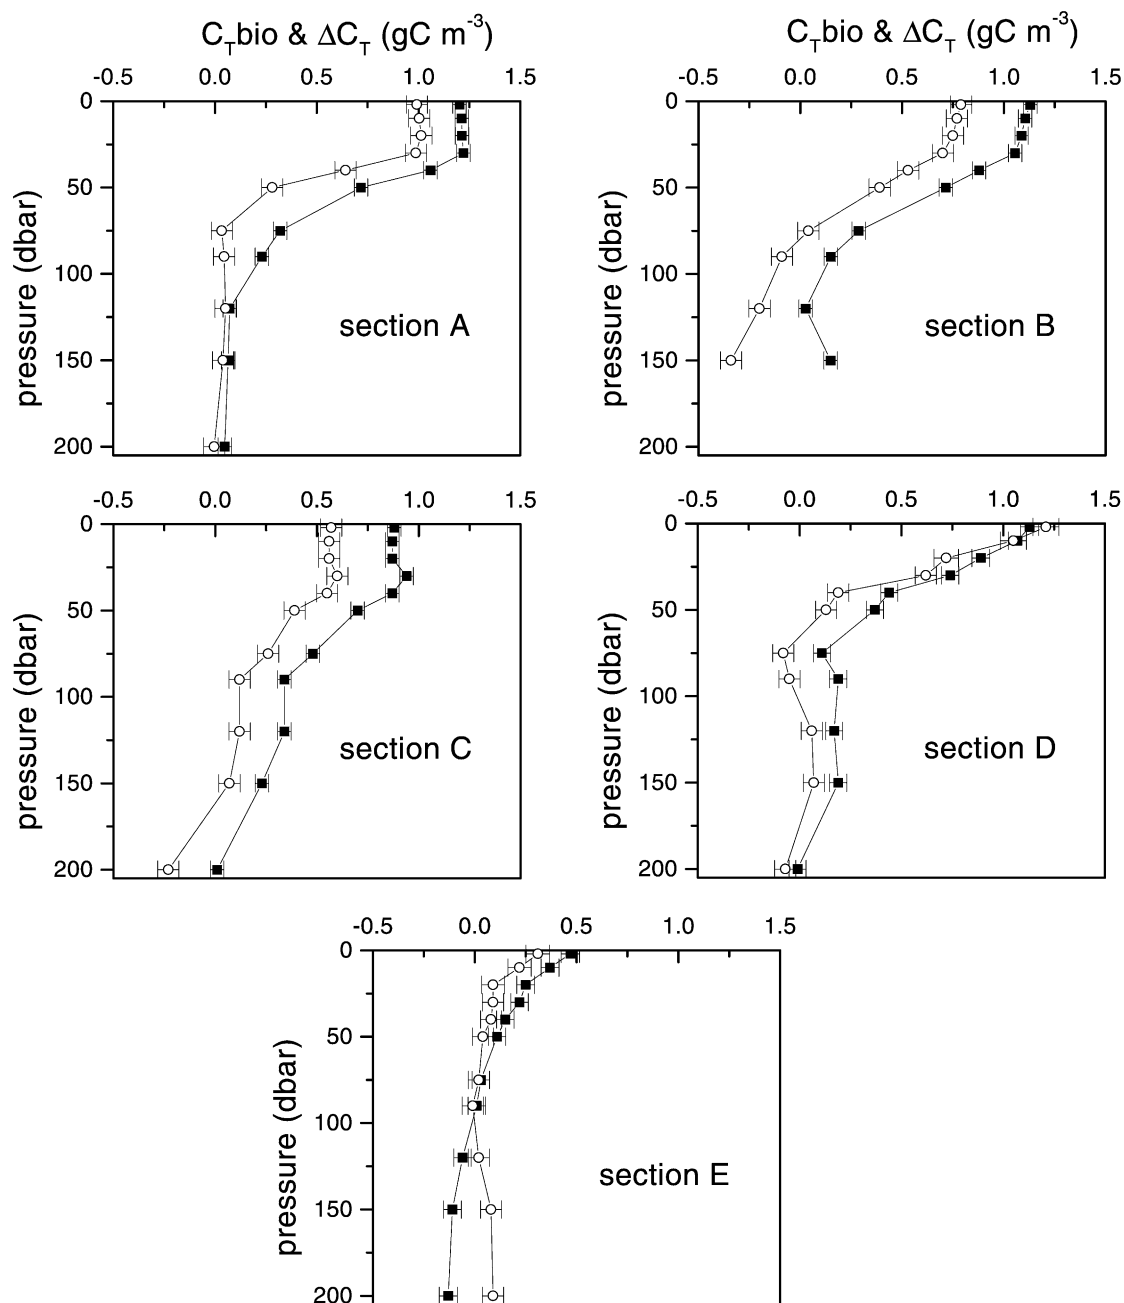 C_Tbio & ΔC_T (gC m^-3)
C_Tbio & ΔC_T (gC m^-3)
-0.5 0.0 0.5 1.0 1.5
-0.5 0.0 0.5 1.0 1.5
0
50
100
150
200
pressure (dbar)
section A
0
50
100
150
200
pressure (dbar)
section B
-0.5 0.0 0.5 1.0 1.5
-0.5 0.0 0.5 1.0 1.5
0
50
100
150
200
pressure (dbar)
section C
0
50
100
150
200
pressure (dbar)
section D
-0.5 0.0 0.5 1.0 1.5
0
50
100
150
200
pressure (dbar)
section E